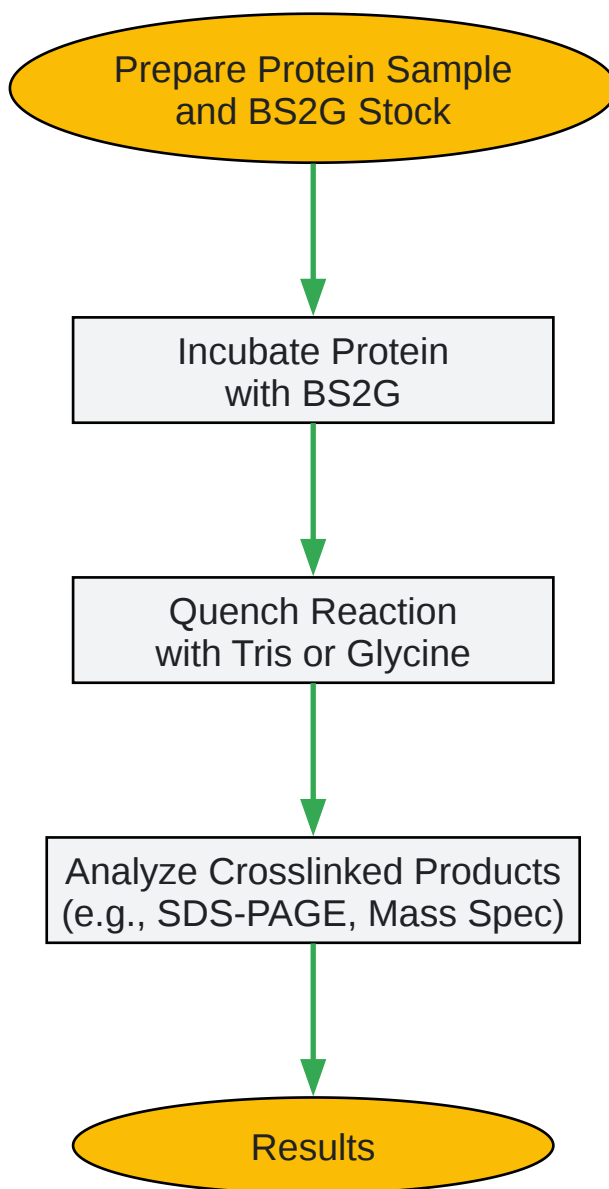 Prepare Protein Sample
and BS2G Stock
Incubate Protein
with BS2G
Quench Reaction
with Tris or Glycine
Analyze Crosslinked Products
(e.g., SDS-PAGE, Mass Spec)
Results